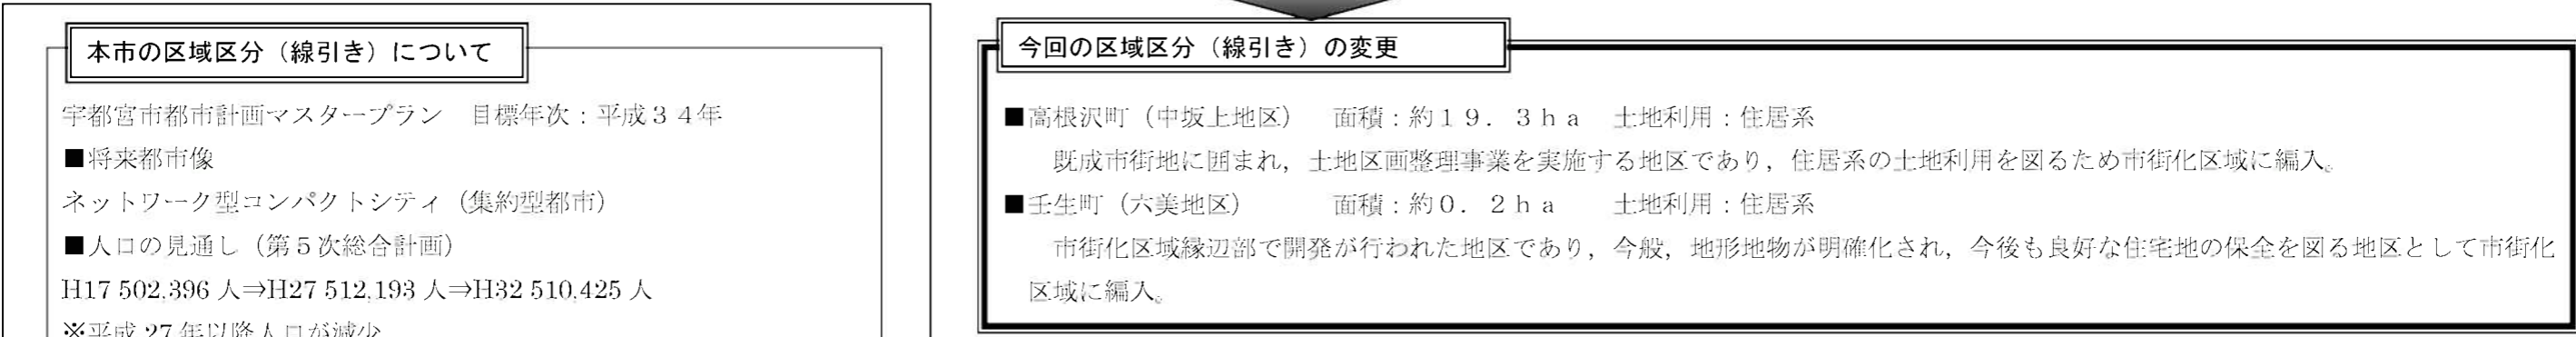 本市の区域区分（線引き）について
宇都宮市都市計画マスタープラン　目標年次：平成３４年
■将来都市像
ネットワーク型コンパクトシティ（集約型都市）
■人口の見通し（第５次総合計画）
H17 502,396 人⇒H27 512,193 人⇒H32 510,425 人
※平成 27 年以降人口が減少
今回の区域区分（線引き）の変更
■高根沢町（中坂上地区）　面積：約１９．３ｈａ　土地利用：住居系
既成市街地に囲まれ，土地区画整理事業を実施する地区であり，住居系の土地利用を図るため市街化区域に編入。
■壬生町（六美地区）　　　面積：約０．２ｈａ　　土地利用：住居系
市街化区域縁辺部で開発が行われた地区であり，今般，地形地物が明確化され，今後も良好な住宅地の保全を図る地区として市街化
区域に編入。